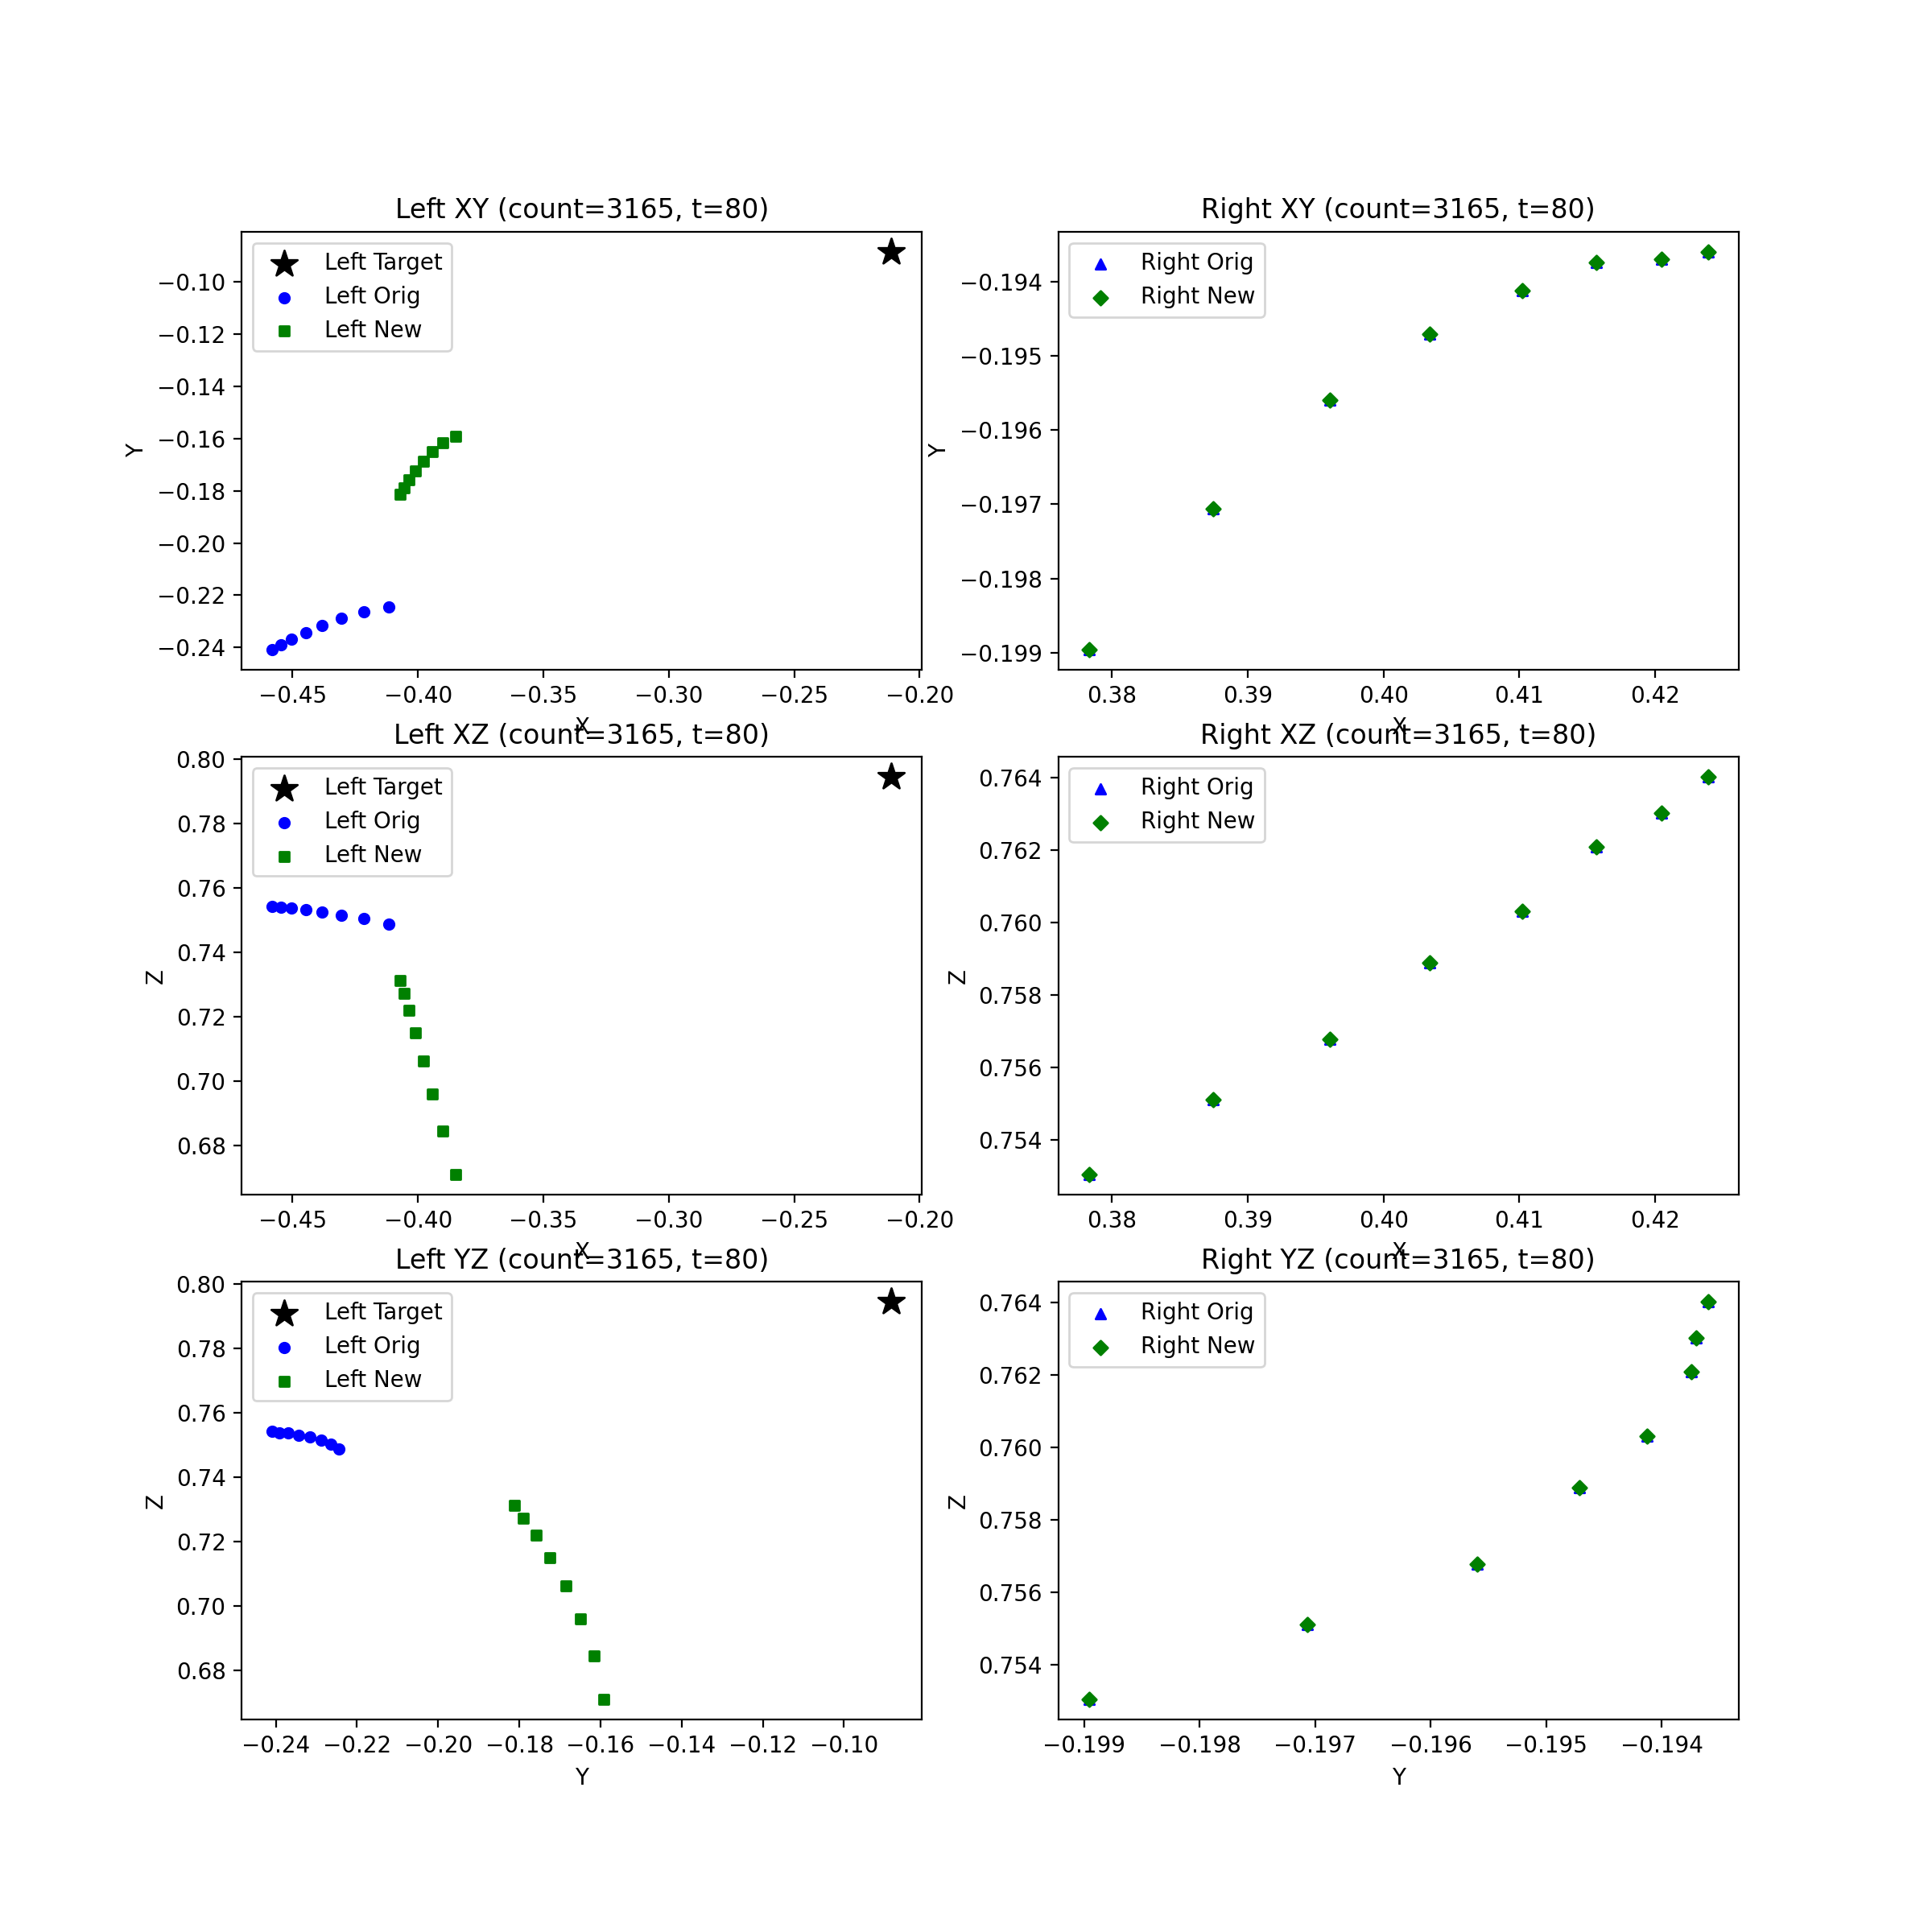 Left XY (count=3165, t=80)
Left Target
Left Orig
Left New
Y
−0.10
−0.12
−0.14
−0.16
−0.18
−0.20
−0.22
−0.24
−0.45
−0.40
−0.35
−0.30
−0.25
−0.20
X
Right XY (count=3165, t=80)
Right Orig
Right New
Y
−0.194
−0.195
−0.196
−0.197
−0.198
−0.199
0.38
0.39
0.40
0.41
0.42
X
Left XZ (count=3165, t=80)
Left Target
Left Orig
Left New
Z
0.80
0.78
0.76
0.74
0.72
0.70
0.68
−0.45
−0.40
−0.35
−0.30
−0.25
−0.20
X
Right XZ (count=3165, t=80)
Right Orig
Right New
Z
0.764
0.762
0.760
0.758
0.756
0.754
0.38
0.39
0.40
0.41
0.42
X
Left YZ (count=3165, t=80)
Left Target
Left Orig
Left New
Z
0.80
0.78
0.76
0.74
0.72
0.70
0.68
−0.24
−0.22
−0.20
−0.18
−0.16
−0.14
−0.12
−0.10
Y
Right YZ (count=3165, t=80)
Right Orig
Right New
Z
0.764
0.762
0.760
0.758
0.756
0.754
−0.199
−0.198
−0.197
−0.196
−0.195
−0.194
Y